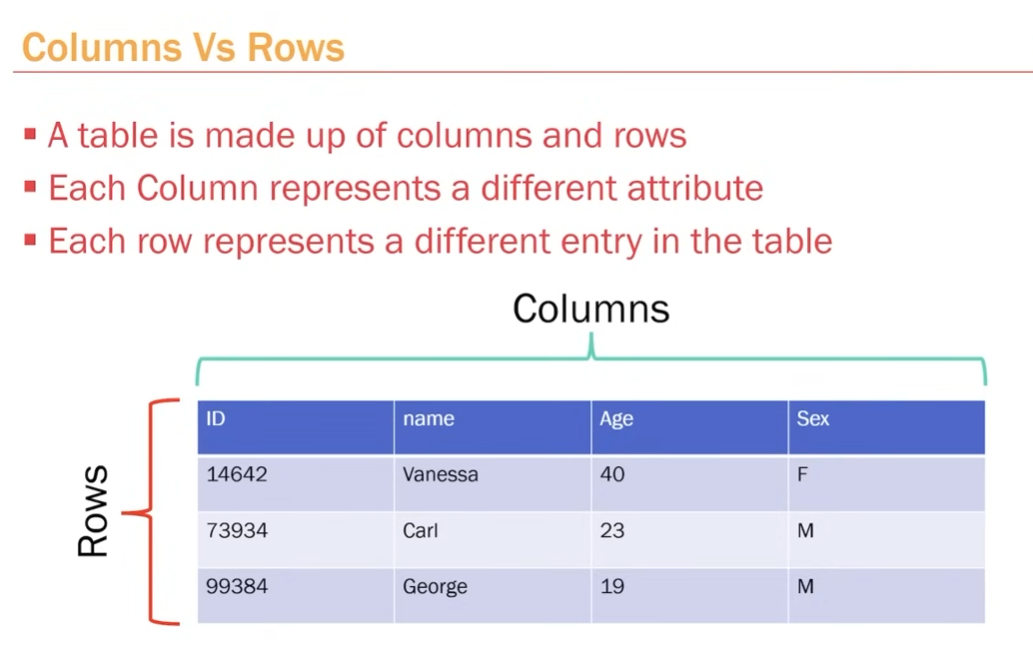 Columns Vs Rows
▪ A table is made up of columns and rows
▪ Each Column represents a different attribute
▪ Each row represents a different entry in the table
Columns
Rows
ID name Age Sex
14642 Vanessa 40 F
73934 Carl 23 M
99384 George 19 M